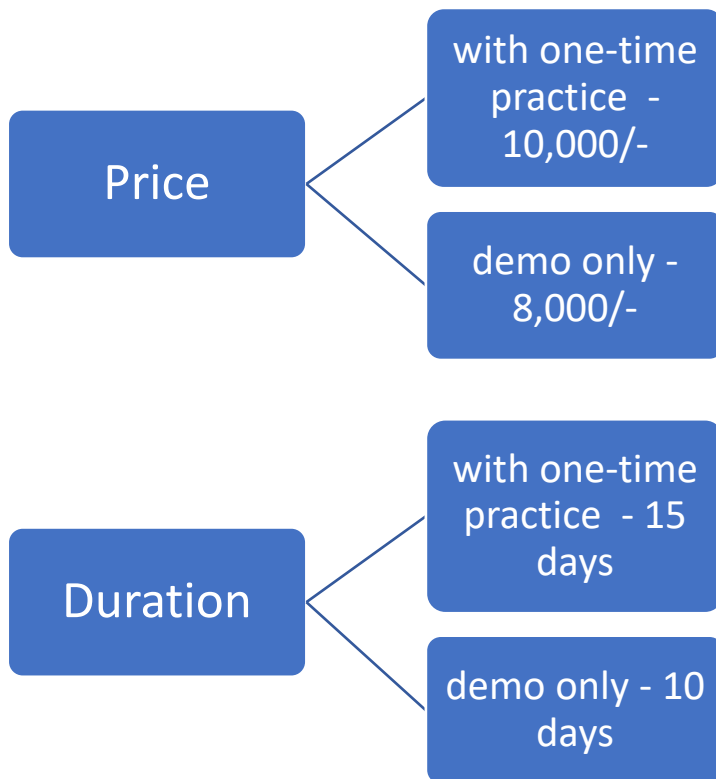 Price
with one-time
practice  -
10,000/-
demo only -
8,000/-
Duration
with one-time
practice  - 15
days
demo only - 10
days